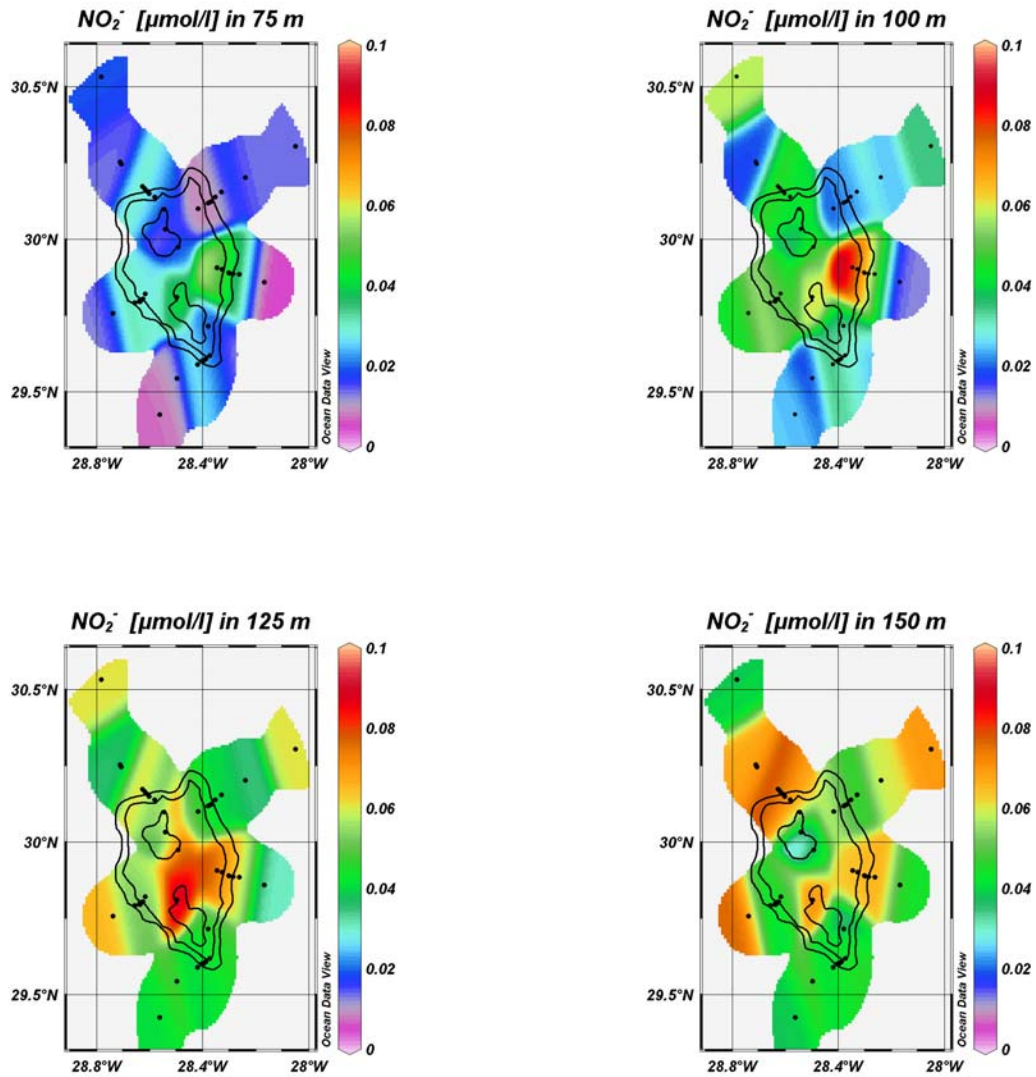 NO₂⁻ [µmol/l] in 75 m
30.5°N
30°N
29.5°N
28.8°W 28.4°W 28°W
0.1
0.08
0.06
0.04
0.02
0
Ocean Data View
NO₂⁻ [µmol/l] in 100 m
30.5°N
30°N
29.5°N
28.8°W 28.4°W 28°W
0.1
0.08
0.06
0.04
0.02
0
Ocean Data View
NO₂⁻ [µmol/l] in 125 m
30.5°N
30°N
29.5°N
28.8°W 28.4°W 28°W
0.1
0.08
0.06
0.04
0.02
0
Ocean Data View
NO₂⁻ [µmol/l] in 150 m
30.5°N
30°N
29.5°N
28.8°W 28.4°W 28°W
0.1
0.08
0.06
0.04
0.02
0
Ocean Data View